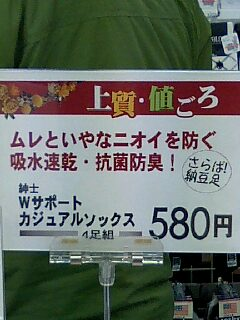 上質・値ごろ
ムレといやなニオイを防ぐ
吸水速乾・抗菌防臭！
さらば！
納豆足
紳士
Wサポート
カジュアルソックス
4足組
580円